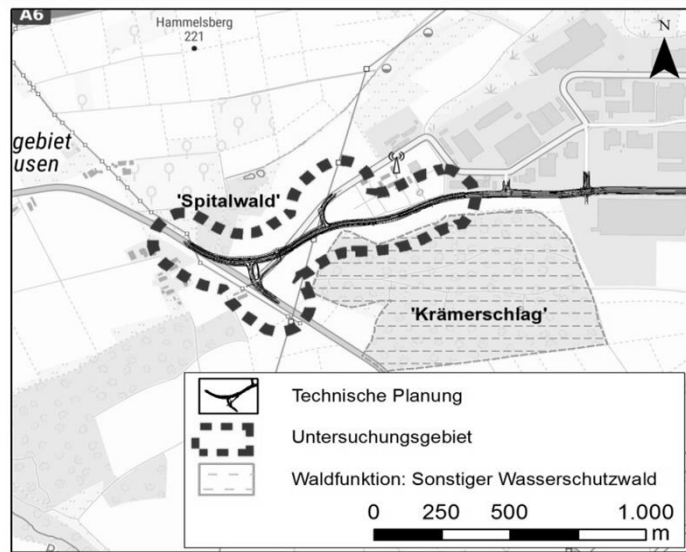 A6
Hammelsberg
221
N
gebiet
usen
'Spitalwald'
'Krämerschlag'
Technische Planung
Untersuchungsgebiet
Waldfunktion: Sonstiger Wasserschutzwald
0 250 500 1.000
m